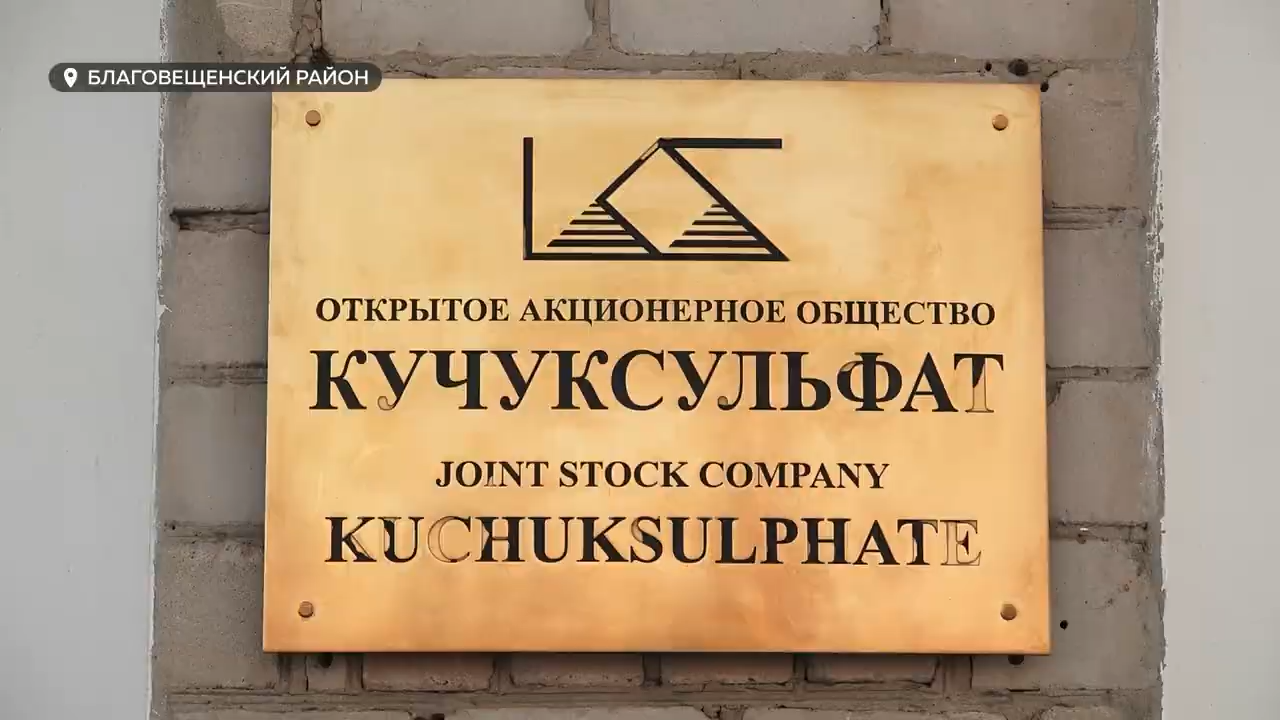 БЛАГОВЕЩЕНСКИЙ РАЙОН
ОТКРЫТОЕ АКЦИОНЕРНОЕ ОБЩЕСТВО
КУЧУКСУЛЬФАТ
JOINT STOCK COMPANY
KUCHUKSULPHATE